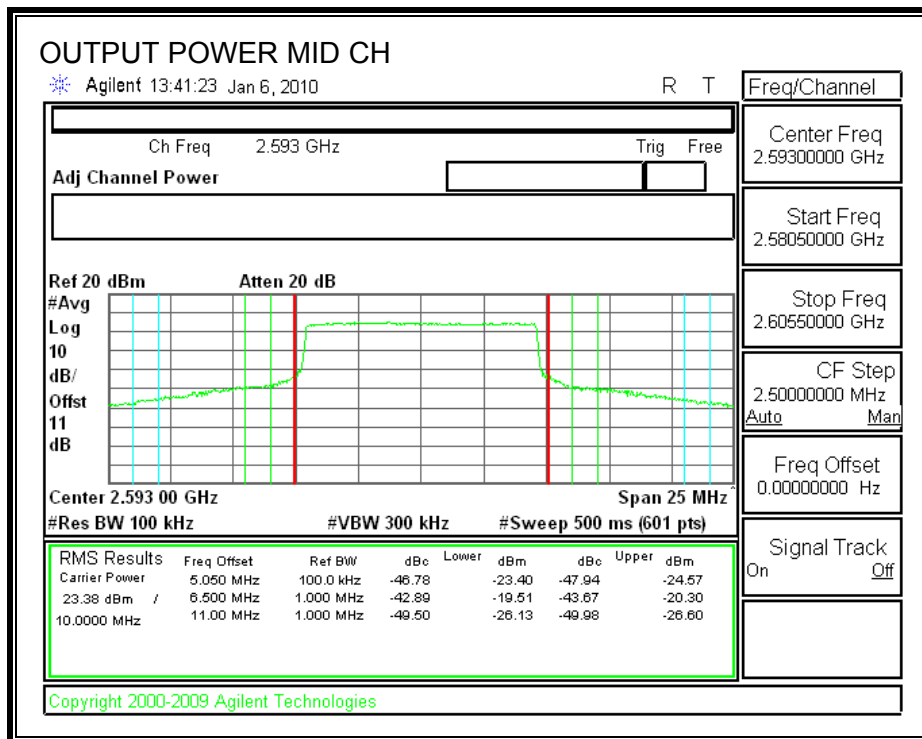 OUTPUT POWER MID CH
Agilent 13:41:23 Jan 6, 2010 R T
Freq/Channel
Ch Freq 2.593 GHz Trig Free
Adj Channel Power
Center Freq
2.59300000 GHz
Start Freq
2.58050000 GHz
Stop Freq
2.60550000 GHz
CF Step
2.50000000 MHz
Auto Man
Freq Offset
0.00000000 Hz
Signal Track
On Off
Ref 20 dBm Atten 20 dB
#Avg
Log
10
dB/
Offst
11
dB
Center 2.593 00 GHz Span 25 MHz
#Res BW 100 kHz #VBW 300 kHz #Sweep 500 ms (601 pts)
RMS Results Freq Offset Ref BW dBc Lower dBm dBc Upper dBm
Carrier Power 5.050 MHz 100.0 kHz -46.78 -23.40 -47.94 -24.57
23.38 dBm / 6.500 MHz 1.000 MHz -42.89 -19.51 -43.67 -20.30
10.0000 MHz 11.00 MHz 1.000 MHz -49.50 -26.13 -49.98 -26.60
Copyright 2000-2009 Agilent Technologies